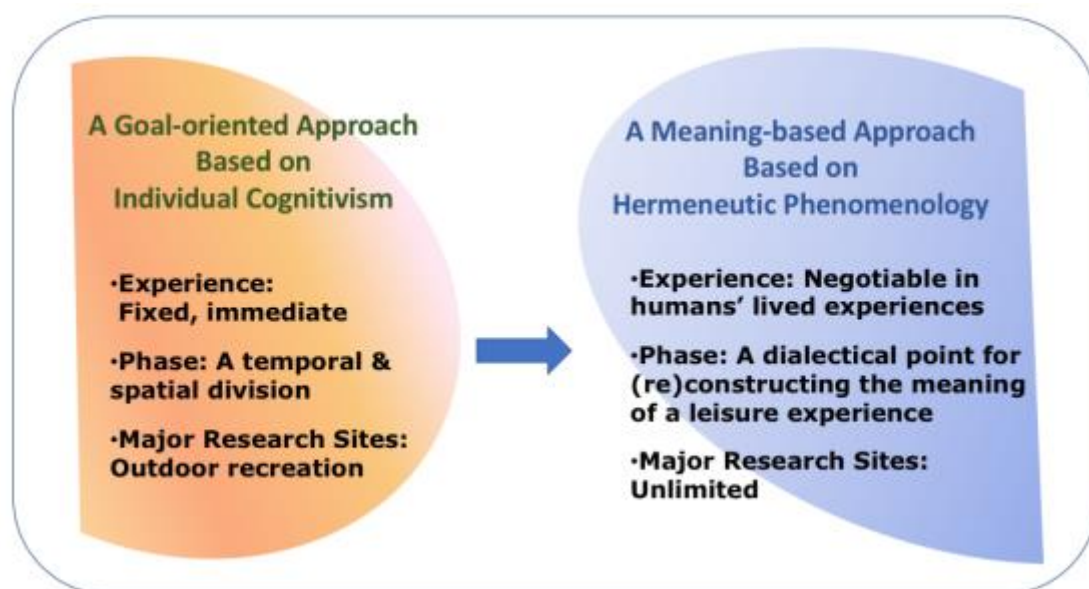 A Goal-oriented Approach
Based on
Individual Cognitivism
•Experience:
Fixed, immediate
•Phase: A temporal &
spatial division
•Major Research Sites:
Outdoor recreation
A Meaning-based Approach
Based on
Hermeneutic Phenomenology
•Experience: Negotiable in
humans’ lived experiences
•Phase: A dialectical point for
(re)constructing the meaning
of a leisure experience
•Major Research Sites:
Unlimited